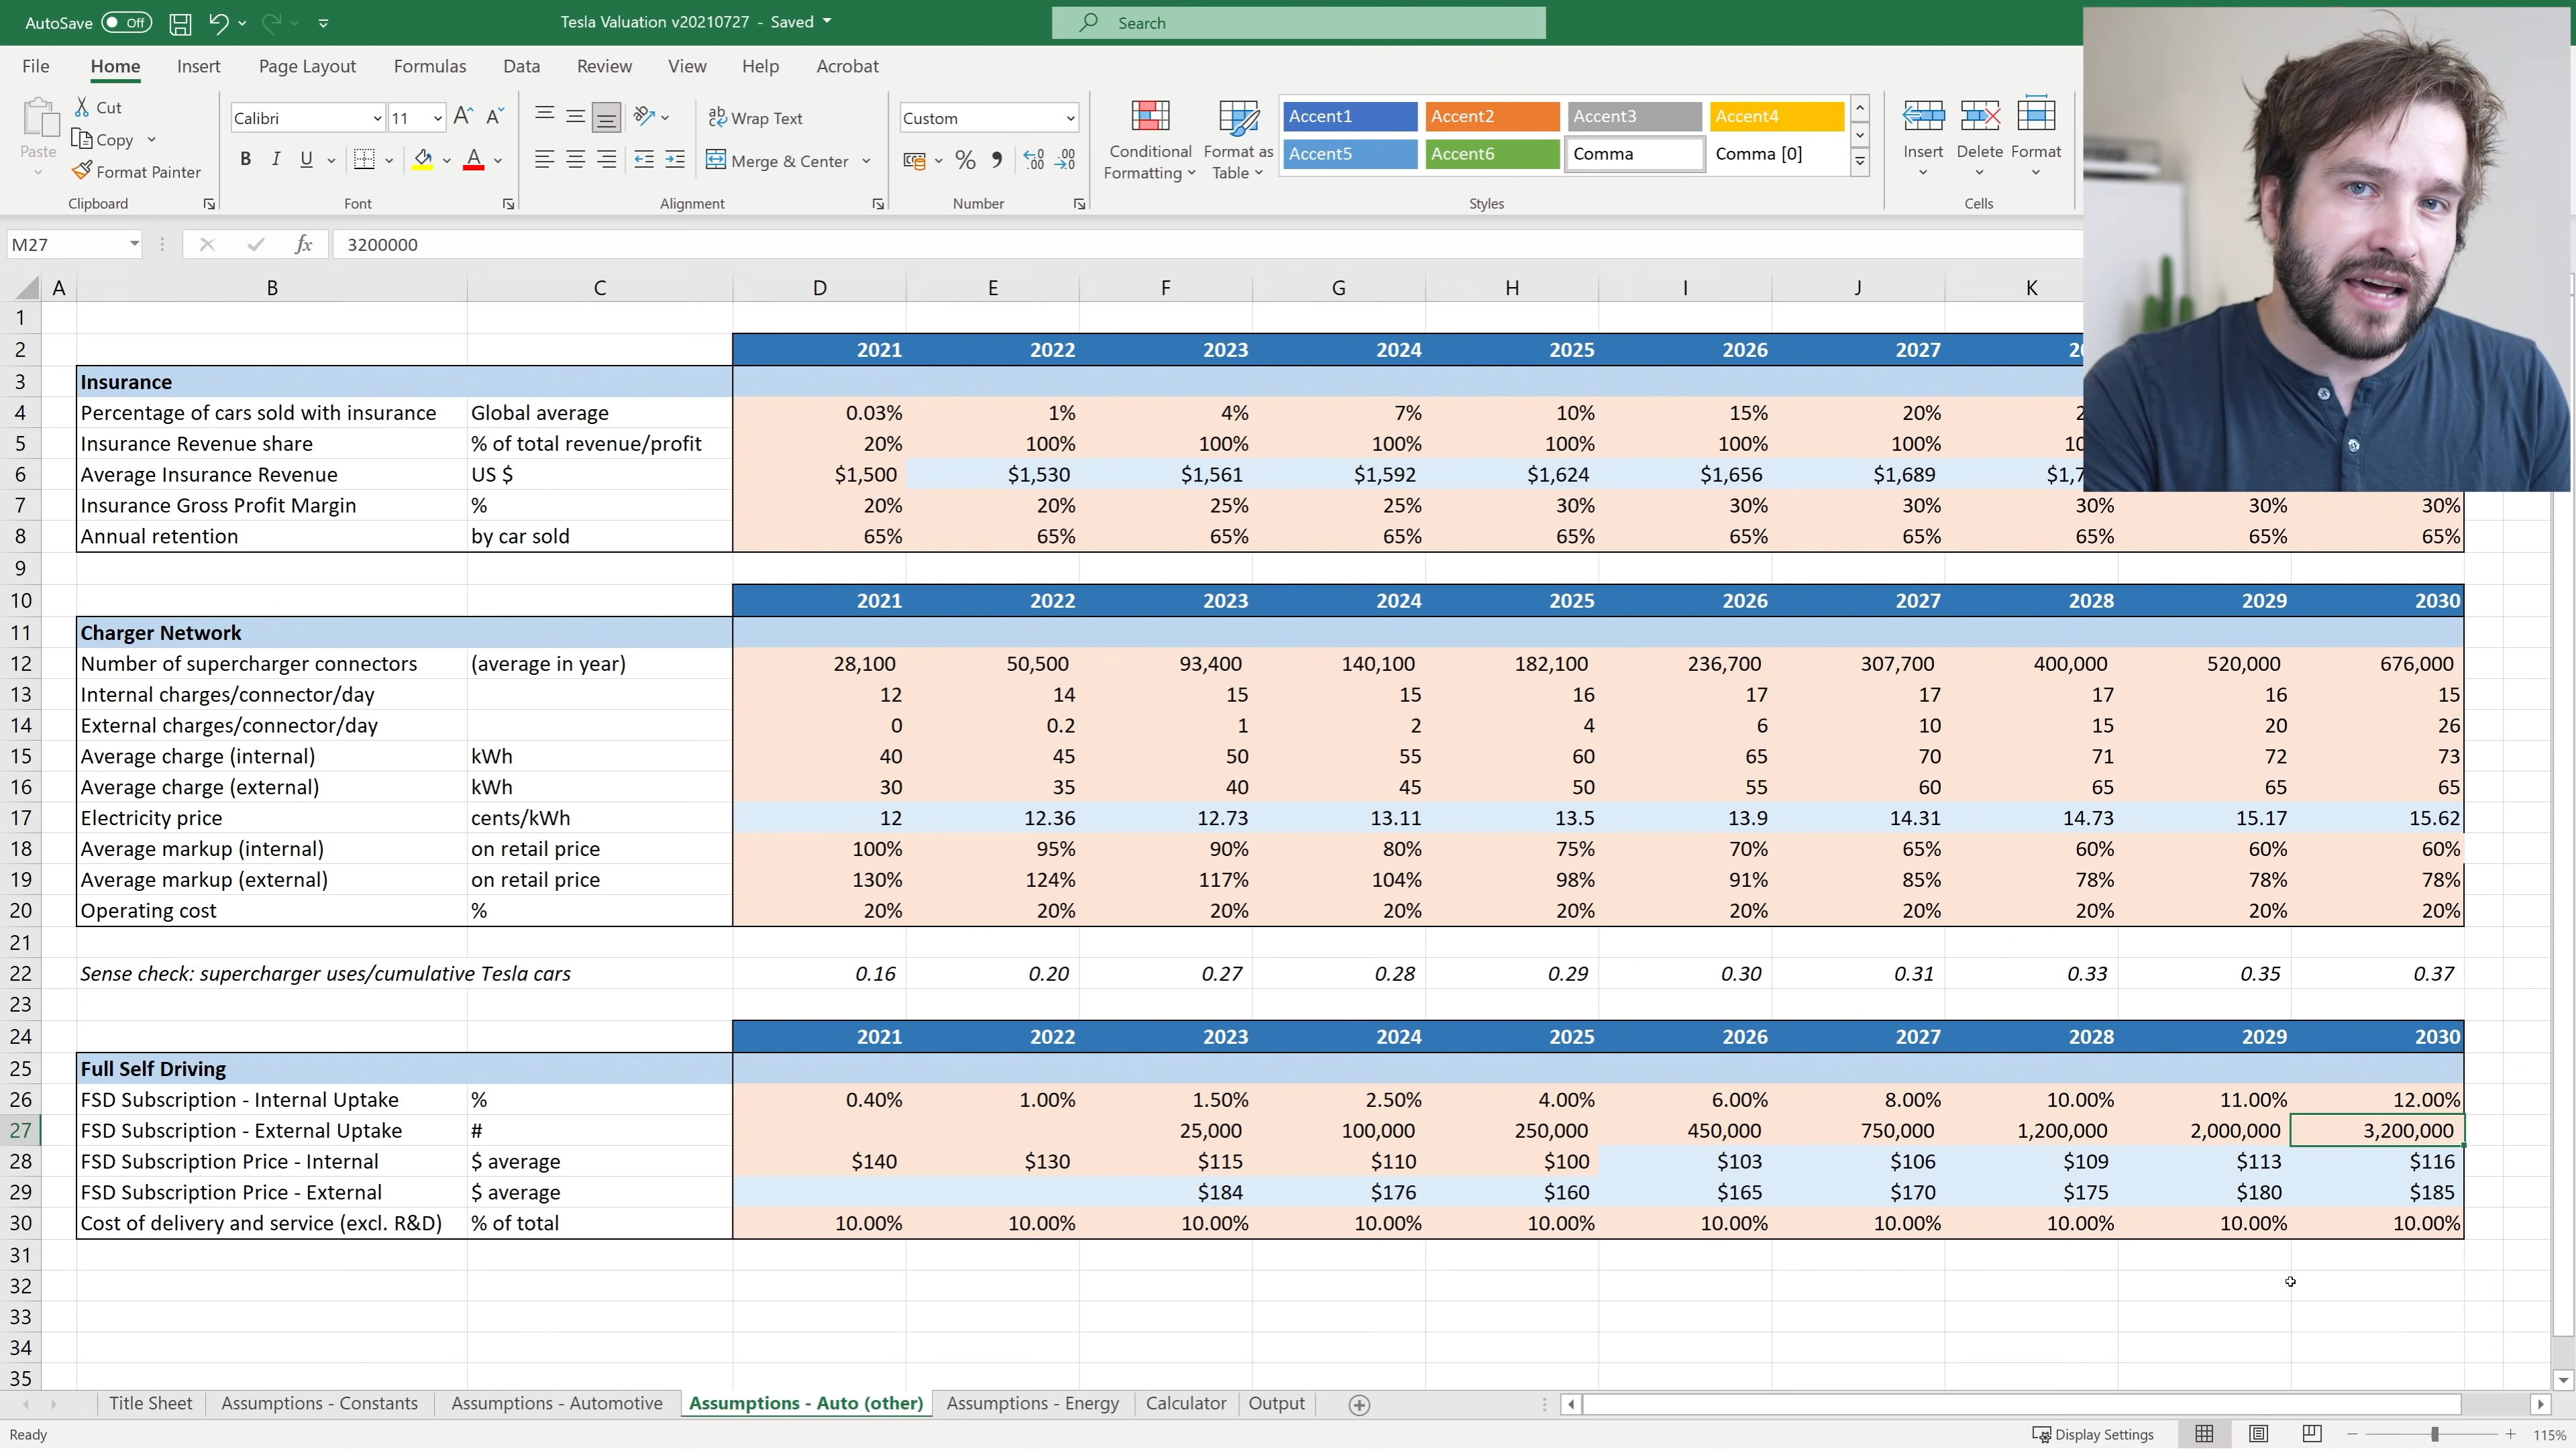 AutoSave Off Tesla Valuation v20210727 - Saved Search
File Home Insert Page Layout Formulas Data Review View Help Acrobat
Paste Cut Copy Format Painter Clipboard
Calibri 11 B I U A Font
Wrap Text Merge & Center Alignment
Custom % Number
Conditional Formatting Format as Table
Accent1 Accent2 Accent3 Accent4
Accent5 Accent6 Comma Comma [0]
Styles
Insert Delete Format
Cells
M27 fx 3200000
A B C D E F G H I J K
1
2 2021 2022 2023 2024 2025 2026 2027
3 Insurance
4 Percentage of cars sold with insurance Global average 0.03% 1% 4% 7% 10% 15% 20%
5 Insurance Revenue share % of total revenue/profit 20% 100% 100% 100% 100% 100% 100%
6 Average Insurance Revenue US $ $1,500 $1,530 $1,561 $1,592 $1,624 $1,656 $1,689
7 Insurance Gross Profit Margin % 20% 20% 25% 25% 30% 30% 30% 30% 30% 30%
8 Annual retention by car sold 65% 65% 65% 65% 65% 65% 65% 65% 65% 65%
9
10 2021 2022 2023 2024 2025 2026 2027 2028 2029 2030
11 Charger Network
12 Number of supercharger connectors (average in year) 28,100 50,500 93,400 140,100 182,100 236,700 307,700 400,000 520,000 676,000
13 Internal charges/connector/day 12 14 15 15 16 17 17 17 16 15
14 External charges/connector/day 0 0.2 1 2 4 6 10 15 20 26
15 Average charge (internal) kWh 40 45 50 55 60 65 70 71 72 73
16 Average charge (external) kWh 30 35 40 45 50 55 60 65 65 65
17 Electricity price cents/kWh 12 12.36 12.73 13.11 13.5 13.9 14.31 14.73 15.17 15.62
18 Average markup (internal) on retail price 100% 95% 90% 80% 75% 70% 65% 60% 60% 60%
19 Average markup (external) on retail price 130% 124% 117% 104% 98% 91% 85% 78% 78% 78%
20 Operating cost % 20% 20% 20% 20% 20% 20% 20% 20% 20% 20%
21
22 Sense check: supercharger uses/cumulative Tesla cars 0.16 0.20 0.27 0.28 0.29 0.30 0.31 0.33 0.35 0.37
23
24 2021 2022 2023 2024 2025 2026 2027 2028 2029 2030
25 Full Self Driving
26 FSD Subscription - Internal Uptake % 0.40% 1.00% 1.50% 2.50% 4.00% 6.00% 8.00% 10.00% 11.00% 12.00%
27 FSD Subscription - External Uptake # 25,000 100,000 250,000 450,000 750,000 1,200,000 2,000,000 3,200,000
28 FSD Subscription Price - Internal $ average $140 $130 $115 $110 $100 $103 $106 $109 $113 $116
29 FSD Subscription Price - External $ average $184 $176 $160 $165 $170 $175 $180 $185
30 Cost of delivery and service (excl. R&D) % of total 10.00% 10.00% 10.00% 10.00% 10.00% 10.00% 10.00% 10.00% 10.00% 10.00%
31
32
33
34
35
Title Sheet Assumptions - Constants Assumptions - Automotive Assumptions - Auto (other) Assumptions - Energy Calculator Output
Ready Display Settings 115%